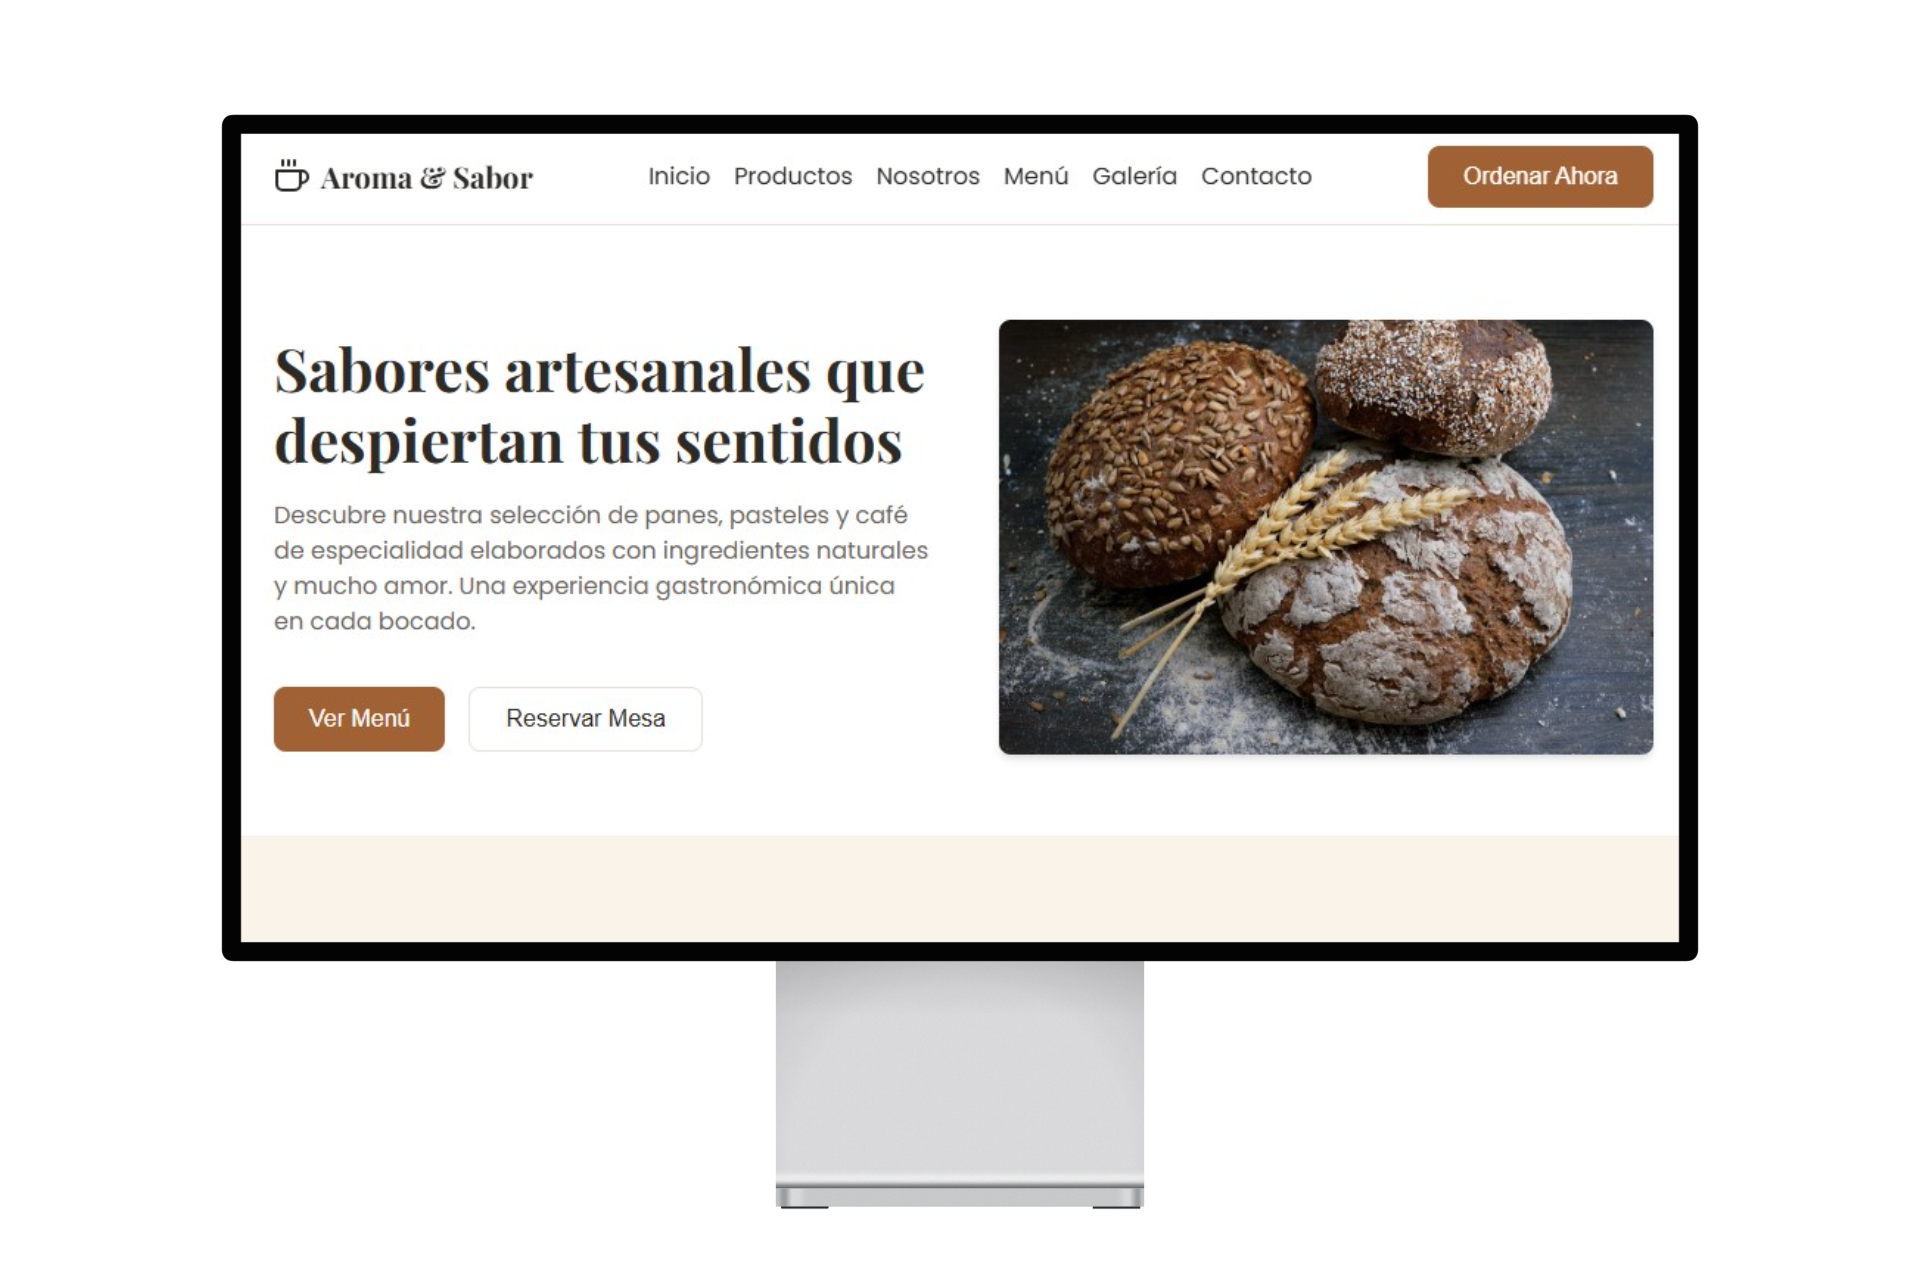 Aroma & Sabor
Inicio Productos Nosotros Menú Galería Contacto
Ordenar Ahora
Sabores artesanales que
despiertan tus sentidos
Descubre nuestra selección de panes, pasteles y café
de especialidad elaborados con ingredientes naturales
y mucho amor. Una experiencia gastronómica única
en cada bocado.
Ver Menú
Reservar Mesa